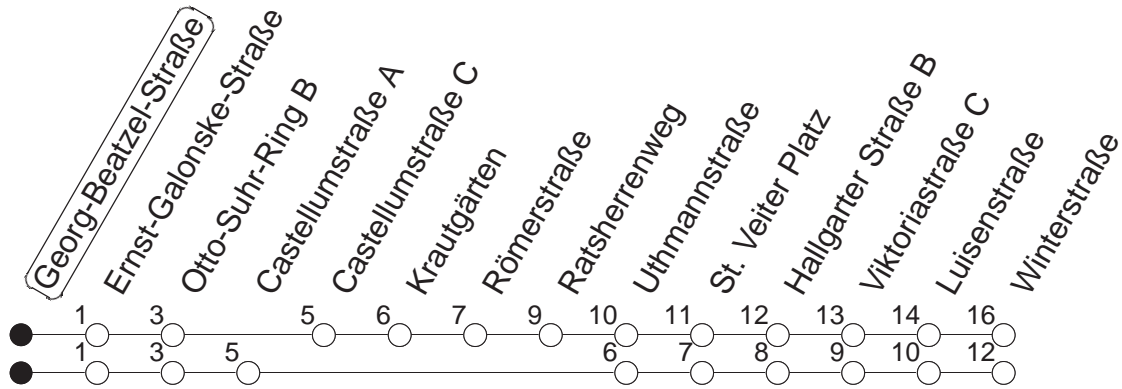 Georg-Beatzel-Straße
Ernst-Galonske-Straße
Otto-Suhr-Ring B
Castellumstraße A
Castellumstraße C
Krautgärten
Römerstraße
Ratsherrenweg
Uthmannstraße
St. Veiter Platz
Hallgarter Straße B
Viktoriastraße C
Luisenstraße
Winterstraße
1 3 5 6 7 9 10 11 12 13 14 16
1 3 5 6 7 8 9 10 12